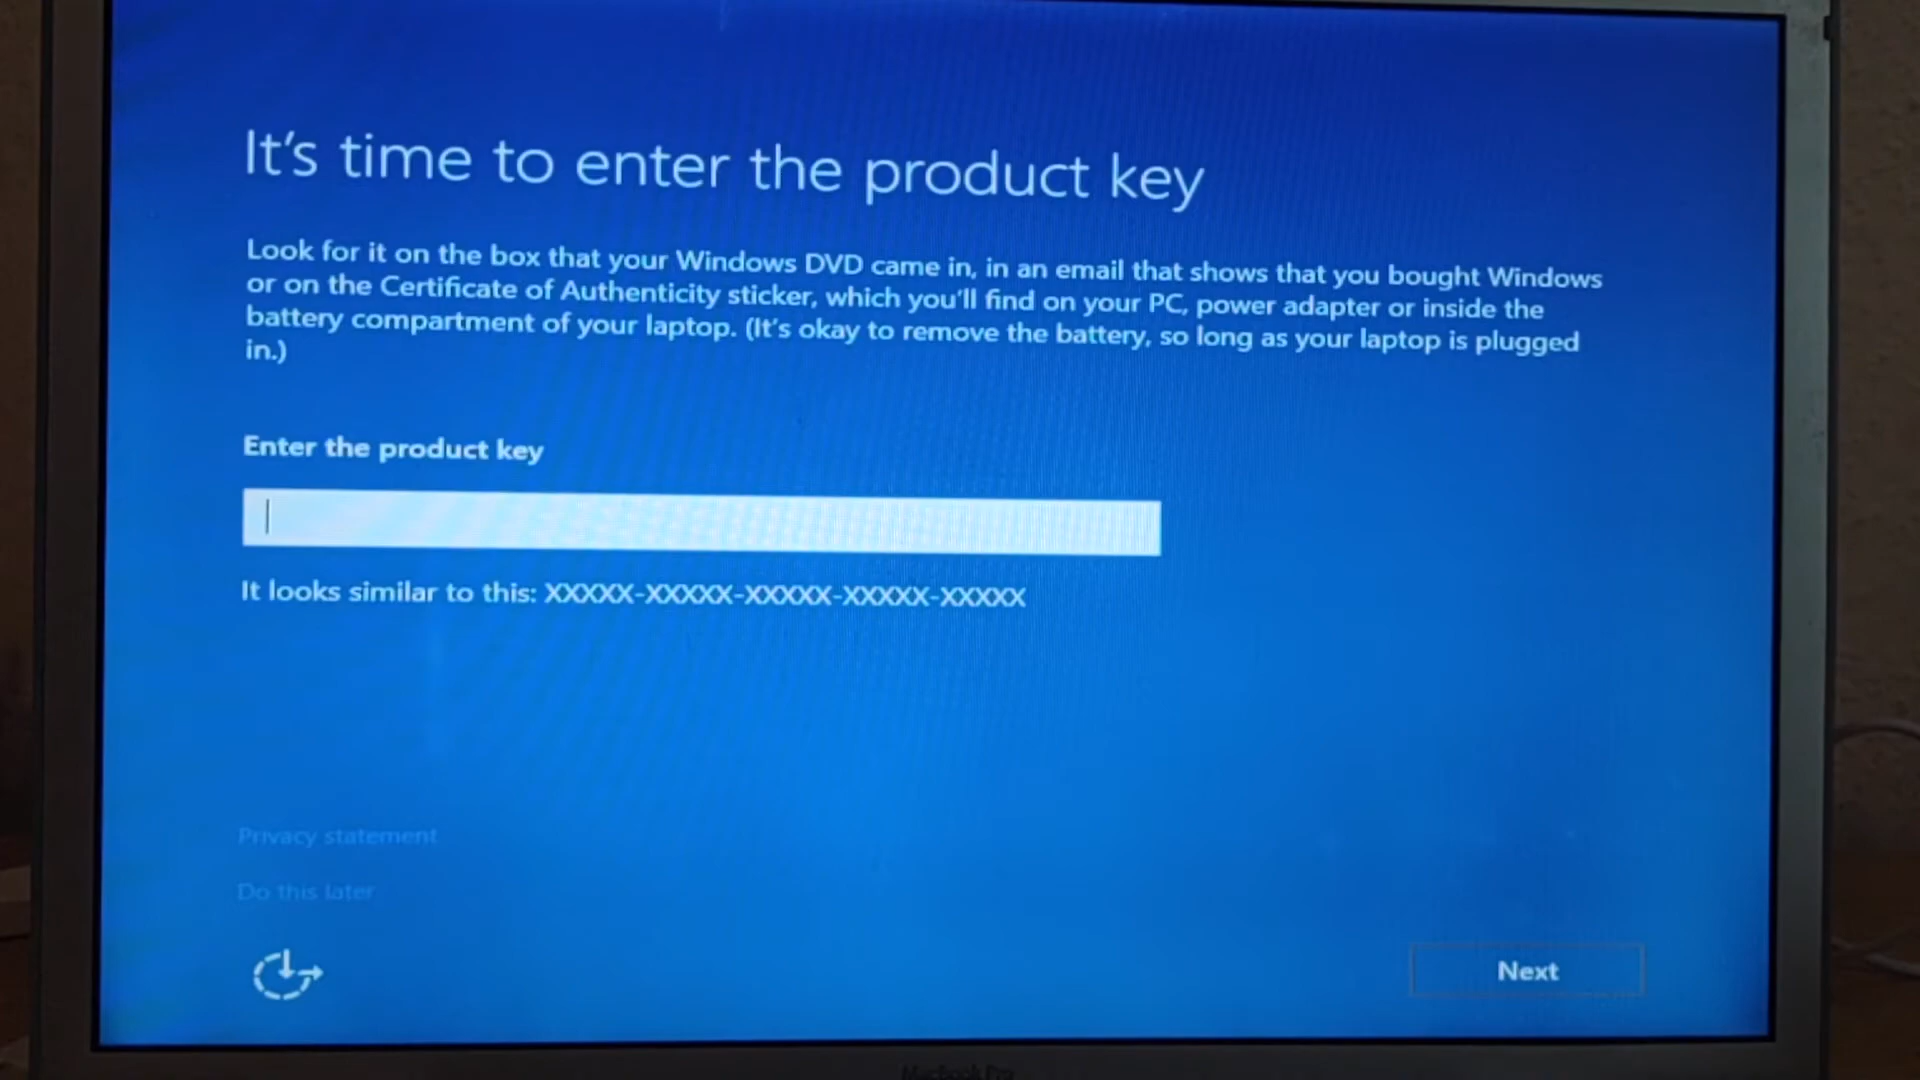 It's time to enter the product key
Look for it on the box that your Windows DVD came in, in an email that shows that you bought Windows
or on the Certificate of Authenticity sticker, which you'll find on your PC, power adapter or inside the
battery compartment of your laptop. (It's okay to remove the battery, so long as your laptop is plugged
in.)
Enter the product key
It looks similar to this: XXXXX-XXXXX-XXXXX-XXXXX-XXXXX
Privacy statement
Do this later
Next
MacBook Pro